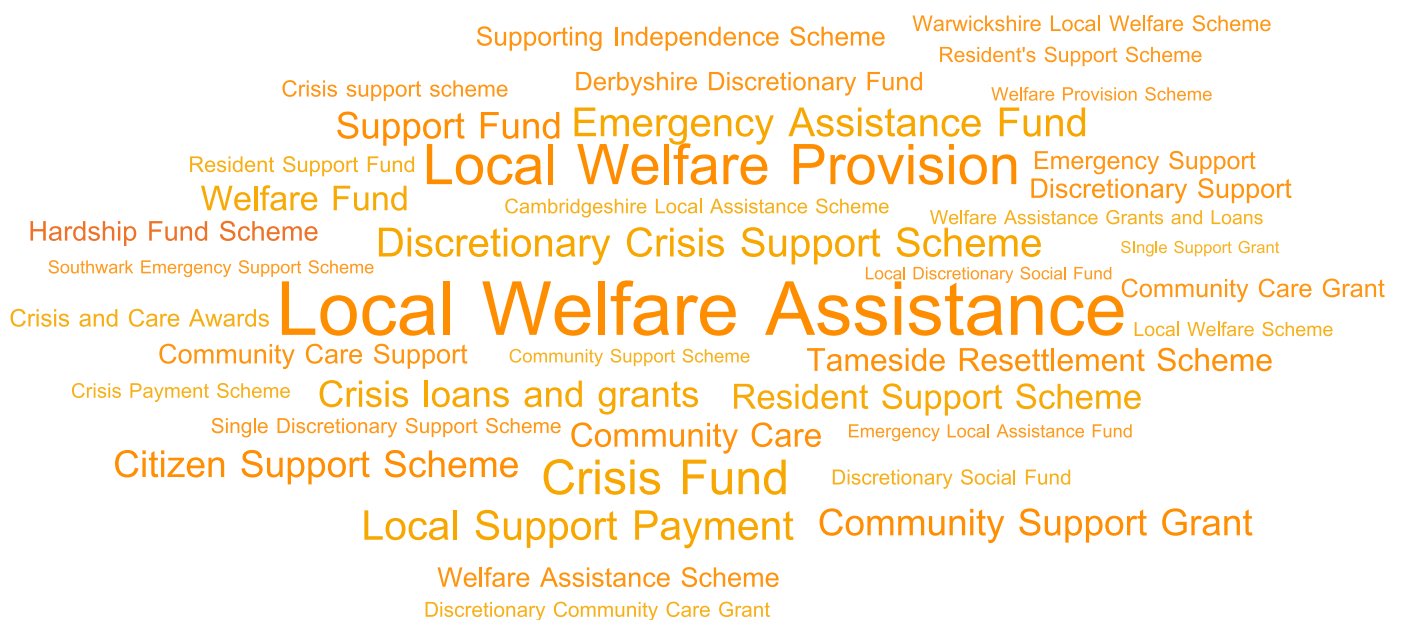 Supporting Independence Scheme
Warwickshire Local Welfare Scheme
Resident's Support Scheme
Crisis support scheme
Derbyshire Discretionary Fund
Welfare Provision Scheme
Support Fund
Emergency Assistance Fund
Resident Support Fund
Local Welfare Provision
Emergency Support
Welfare Fund
Cambridgeshire Local Assistance Scheme
Discretionary Support
Hardship Fund Scheme
Discretionary Crisis Support Scheme
Welfare Assistance Grants and Loans
SIngle Support Grant
Southwark Emergency Support Scheme
Local Discretionary Social Fund
Crisis and Care Awards
Local Welfare Assistance
Community Care Grant
Local Welfare Scheme
Community Care Support
Community Support Scheme
Tameside Resettlement Scheme
Crisis Payment Scheme
Crisis loans and grants
Resident Support Scheme
Single Discretionary Support Scheme
Community Care
Emergency Local Assistance Fund
Citizen Support Scheme
Crisis Fund
Discretionary Social Fund
Local Support Payment
Community Support Grant
Welfare Assistance Scheme
Discretionary Community Care Grant